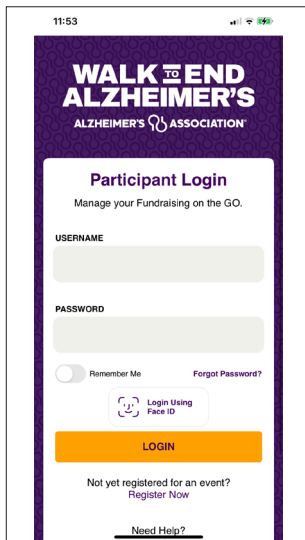 11:53
WALK TO END
ALZHEIMER'S
ALZHEIMER'S ASSOCIATION®
Participant Login
Manage your Fundraising on the GO.
USERNAME
PASSWORD
Remember Me
Forgot Password?
Login Using
Face ID
LOGIN
Not yet registered for an event?
Register Now
Need Help?